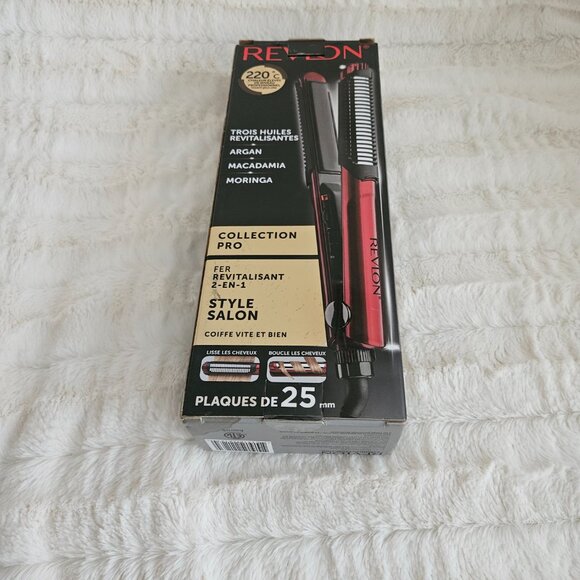 REVLON®
220°C
TROIS HUILES
REVITALISANTES
ARGAN
MACADAMIA
MORINGA
COLLECTION
PRO
FER
REVITALISANT
2-EN-1
STYLE
SALON
COIFFE VITE ET BIEN
LISSE LES CHEVEUX
BOUCLE LES CHEVEUX
PLAQUES DE 25 mm
REVLON